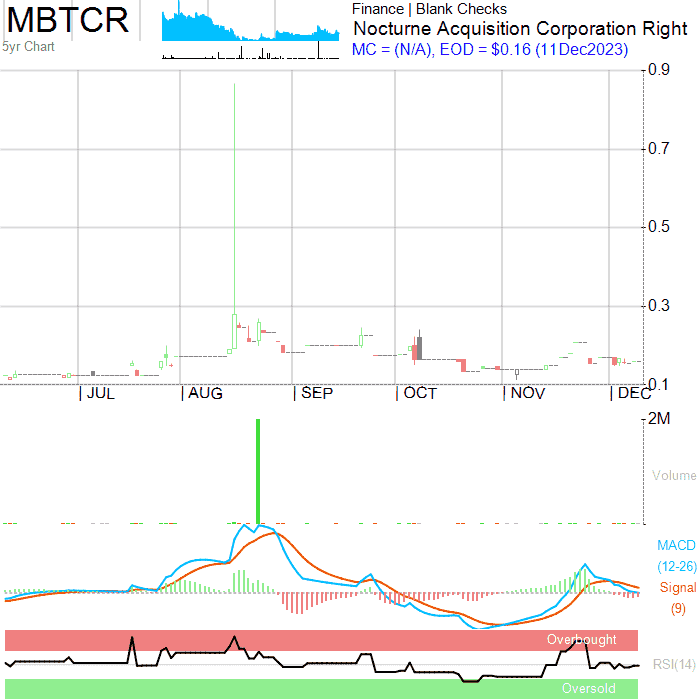 MBTCR
5yr Chart
Finance | Blank Checks
Nocturne Acquisition Corporation Right
MC = (N/A), EOD = $0.16 (11Dec2023)
0.9
0.7
0.5
0.3
0.1
| JUL | AUG | SEP | OCT | NOV | DEC
2M
Volume
MACD
(12-26)
Signal
(9)
Overbought
RSI(14)
Oversold